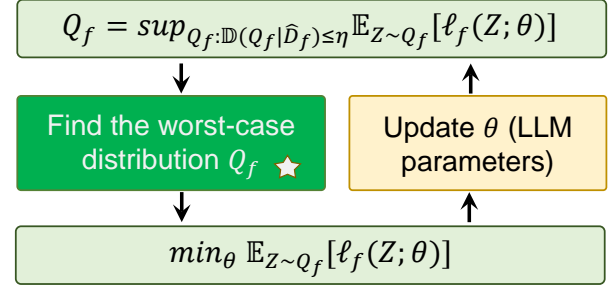 Q_f = sup_{Q_f:𝔻(Q_f|D̂_f)≤η} 𝔼_{Z∼Q_f}[ℓ_f(Z; θ)]
Find the worst-case
distribution Q_f
Update θ (LLM
parameters)
min_θ 𝔼_{Z∼Q_f}[ℓ_f(Z; θ)]